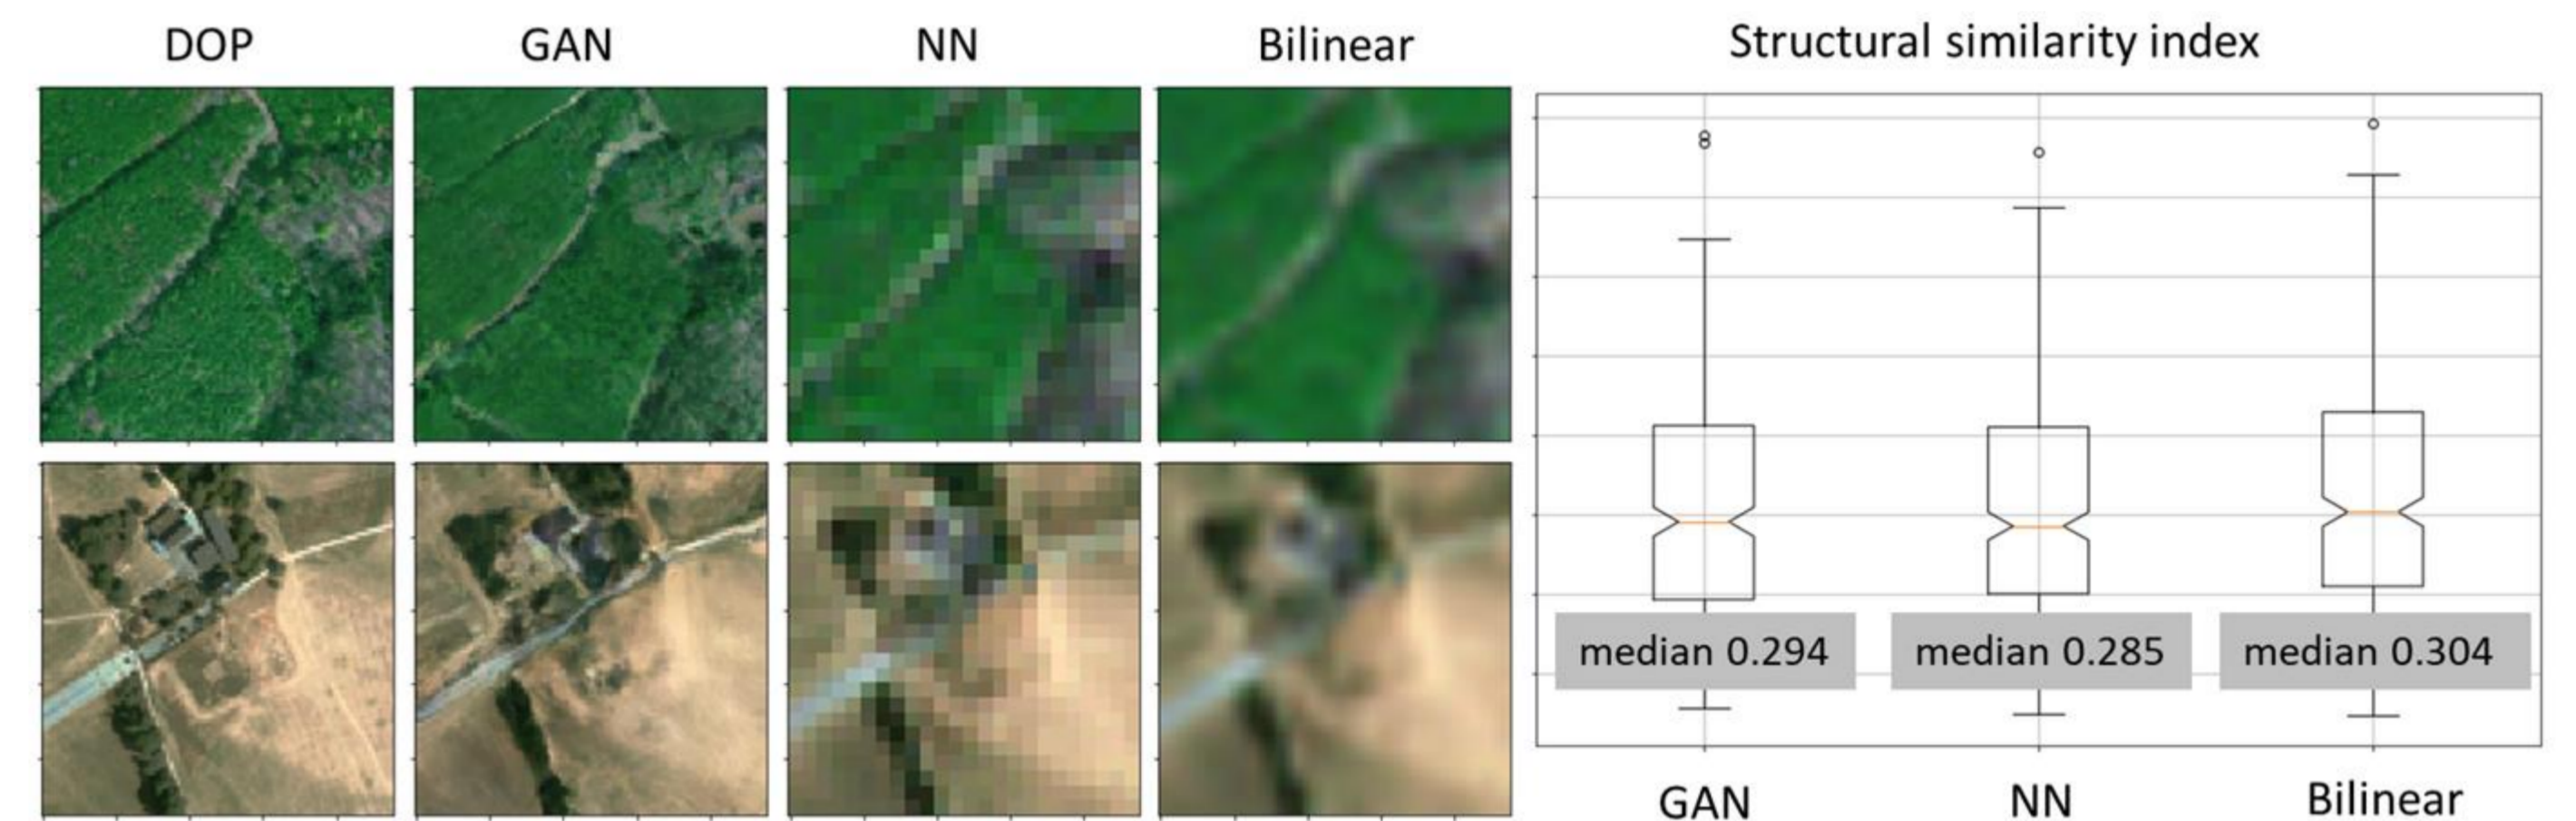 DOP GAN NN Bilinear Structural similarity index
median 0.294 median 0.285 median 0.304
GAN NN Bilinear